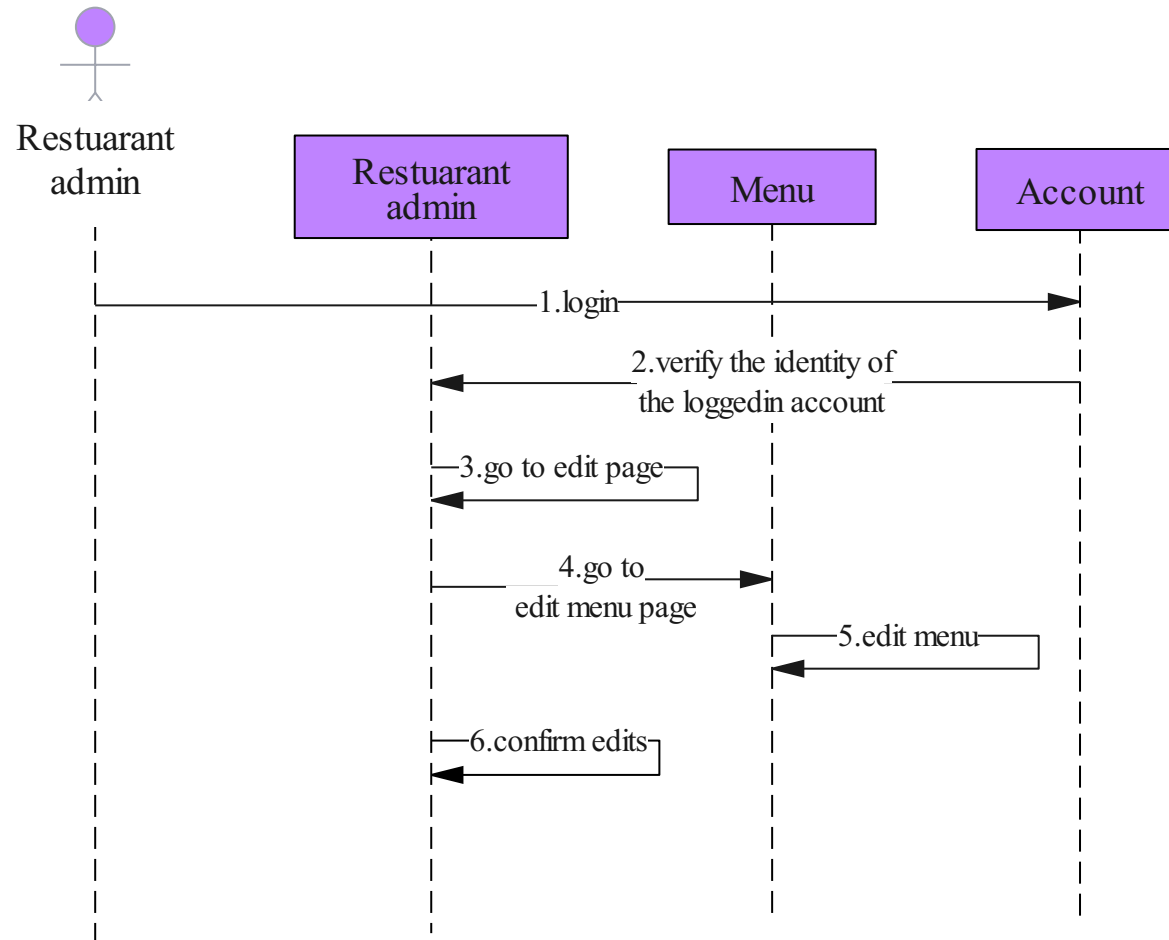 Restuarant
admin
Restuarant
admin
Menu
Account
1.login
2.verify the identity of
the loggedin account
3.go to edit page
4.go to
edit menu page
5.edit menu
6.confirm edits